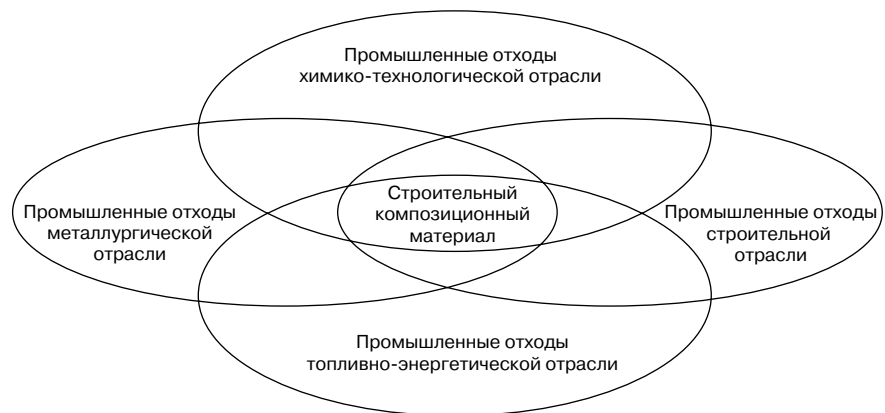 Промышленные отходы
химико-технологической отрасли
Промышленные отходы
металлургической
отрасли
Строительный
композиционный
материал
Промышленные отходы
строительной
отрасли
Промышленные отходы
топливно-энергетической отрасли